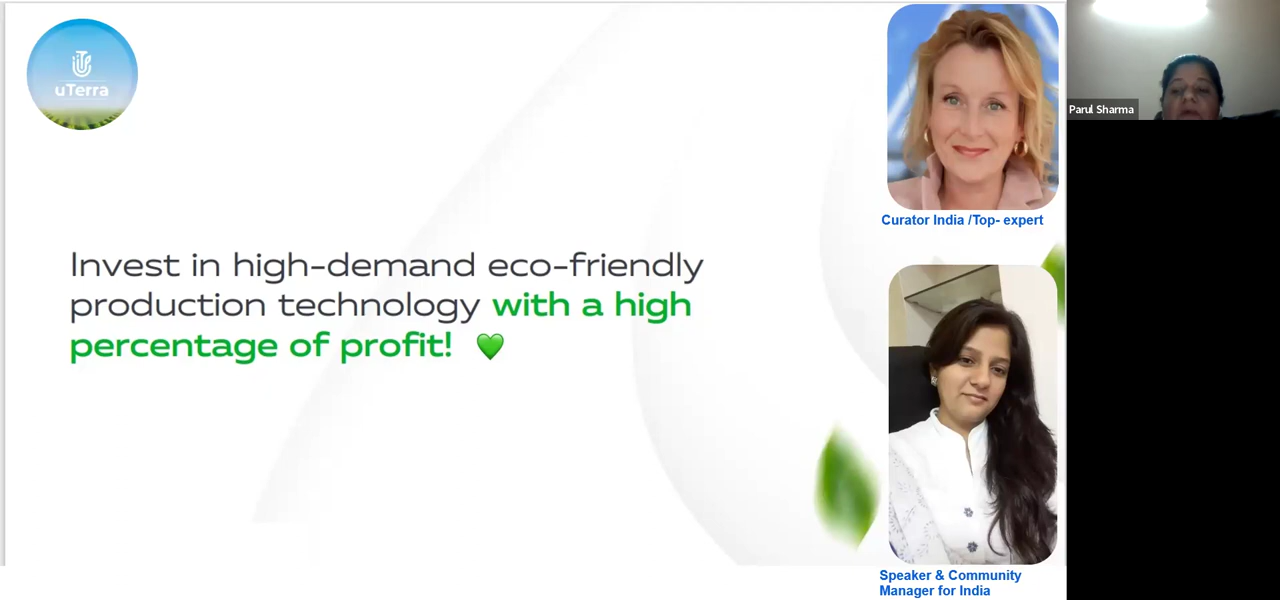 uTerra
Invest in high-demand eco-friendly
production technology with a high
percentage of profit!
Curator India /Top- expert
Speaker & Community
Manager for India
Parul Sharma